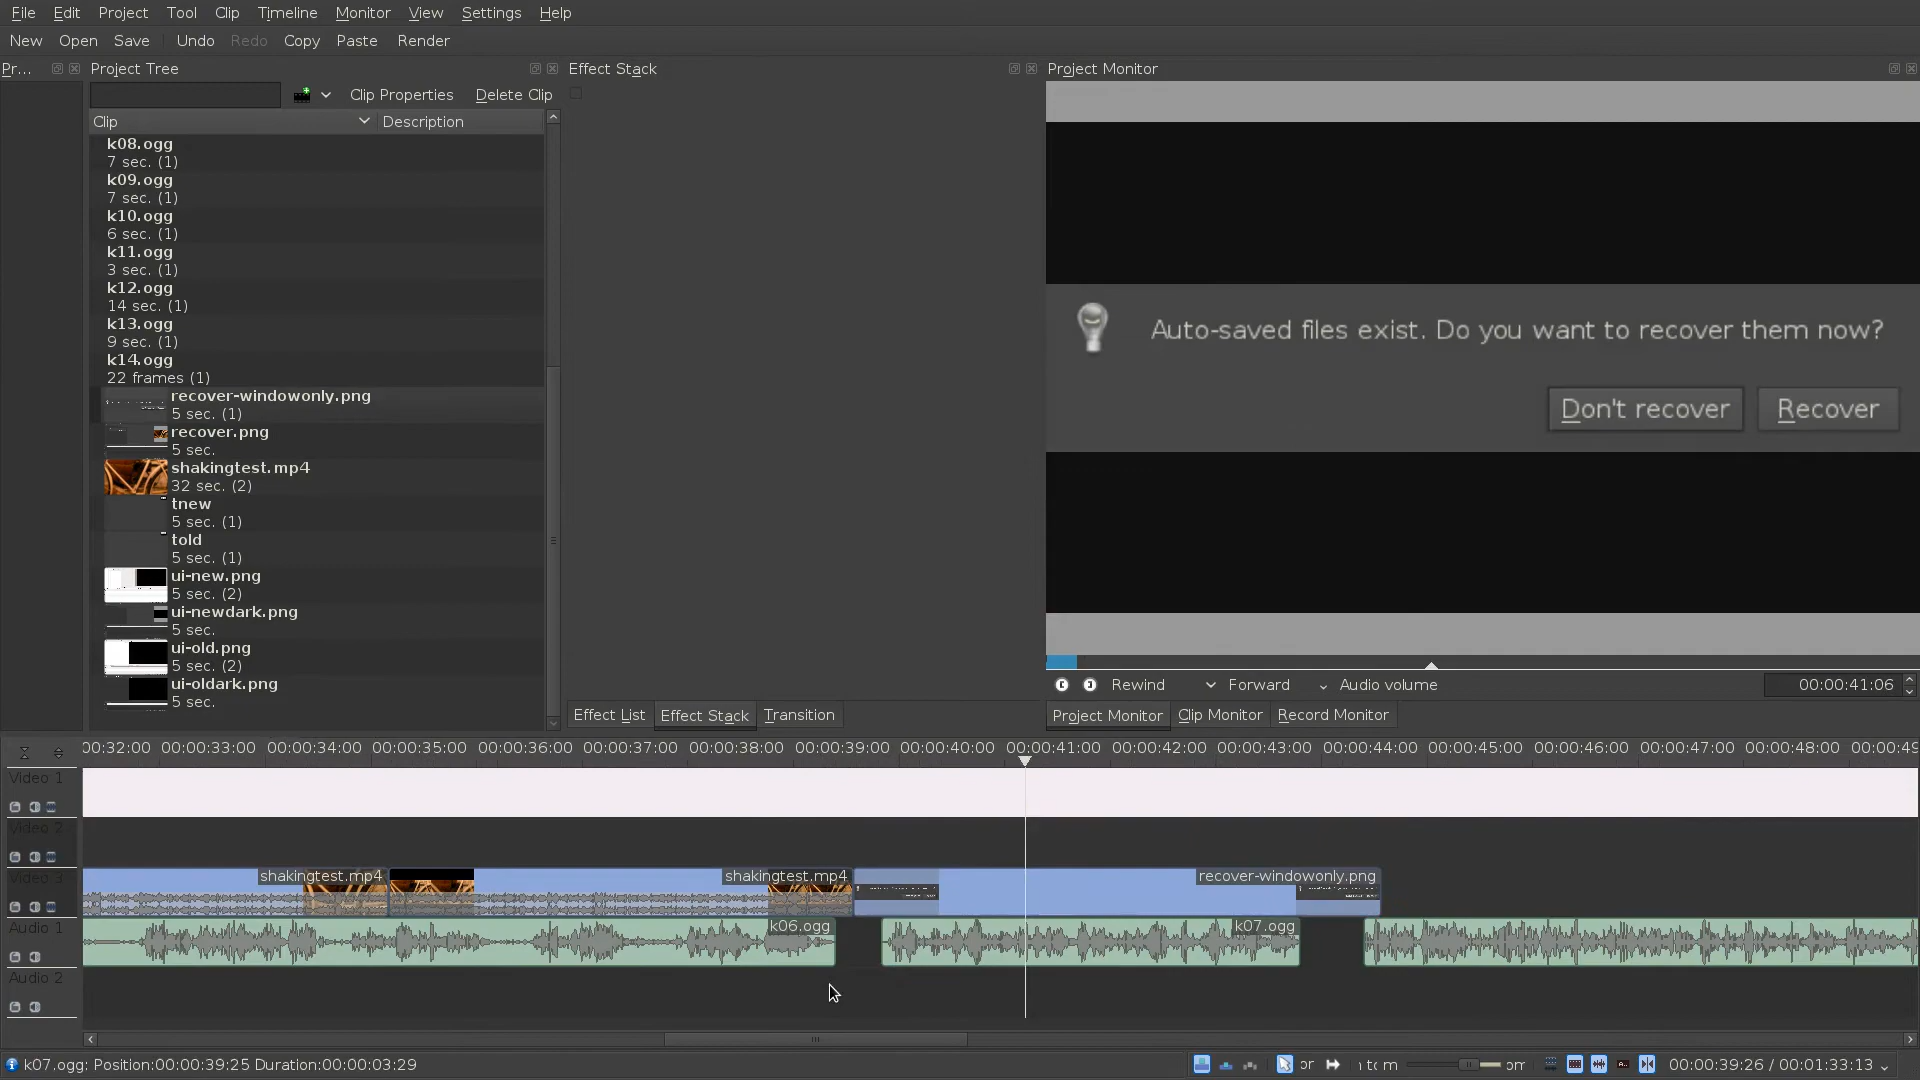 File Edit Project Tool Clip Timeline Monitor View Settings Help
New Open Save Undo Redo Copy Paste Render
Pr...
Project Tree
Clip Properties Delete Clip
Clip Description
k08.ogg
7 sec. (1)
k09.ogg
7 sec. (1)
k10.ogg
6 sec. (1)
k11.ogg
3 sec. (1)
k12.ogg
14 sec. (1)
k13.ogg
9 sec. (1)
k14.ogg
22 frames (1)
recover-windowonly.png
5 sec. (1)
recover.png
5 sec.
shakingtest.mp4
32 sec. (2)
tnew
5 sec. (1)
told
5 sec. (1)
ui-new.png
5 sec. (2)
ui-newdark.png
5 sec.
ui-old.png
5 sec. (2)
ui-oldark.png
5 sec.
Effect Stack
Effect List Effect Stack Transition
Project Monitor
Auto-saved files exist. Do you want to recover them now?
Don't recover Recover
Rewind Forward Audio volume 00:00:41:06
Project Monitor Clip Monitor Record Monitor
00:32:00 00:00:33:00 00:00:34:00 00:00:35:00 00:00:36:00 00:00:37:00 00:00:38:00 00:00:39:00 00:00:40:00 00:00:41:00 00:00:42:00 00:00:43:00 00:00:44:00 00:00:45:00 00:00:46:00 00:00:47:00 00:00:48:00 00:00:49
Video 1
Video 2
Video 3
shakingtest.mp4 shakingtest.mp4 recover-windowonly.png
Audio 1
k06.ogg k07.ogg
Audio 2
k07.ogg: Position:00:00:39:25 Duration:00:00:03:29
or
00:00:39:26 / 00:01:33:13